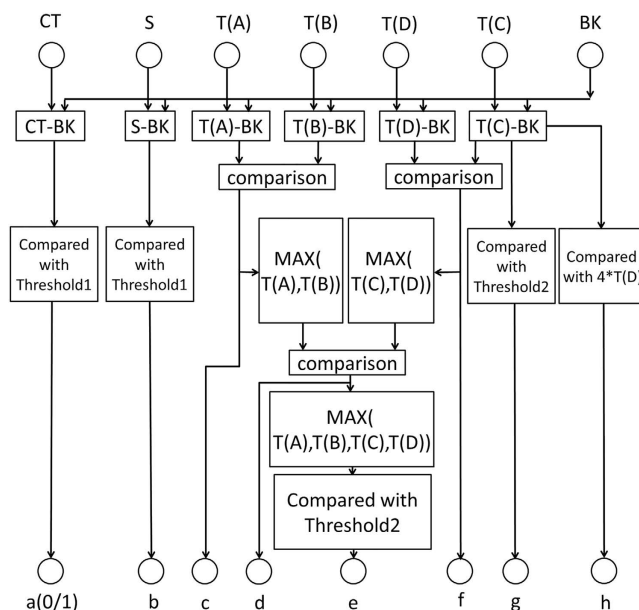 CT S T(A) T(B) T(D) T(C) BK
CT-BK S-BK T(A)-BK T(B)-BK T(D)-BK T(C)-BK
comparison comparison
Compared
with
Threshold1
Compared
with
Threshold1
MAX(
T(A),T(B))
MAX(
T(C),T(D))
Compared
with
Threshold2
Compared
with 4*T(D)
comparison
MAX(
T(A),T(B),T(C),T(D))
Compared with
Threshold2
a(0/1) b c d e f g h